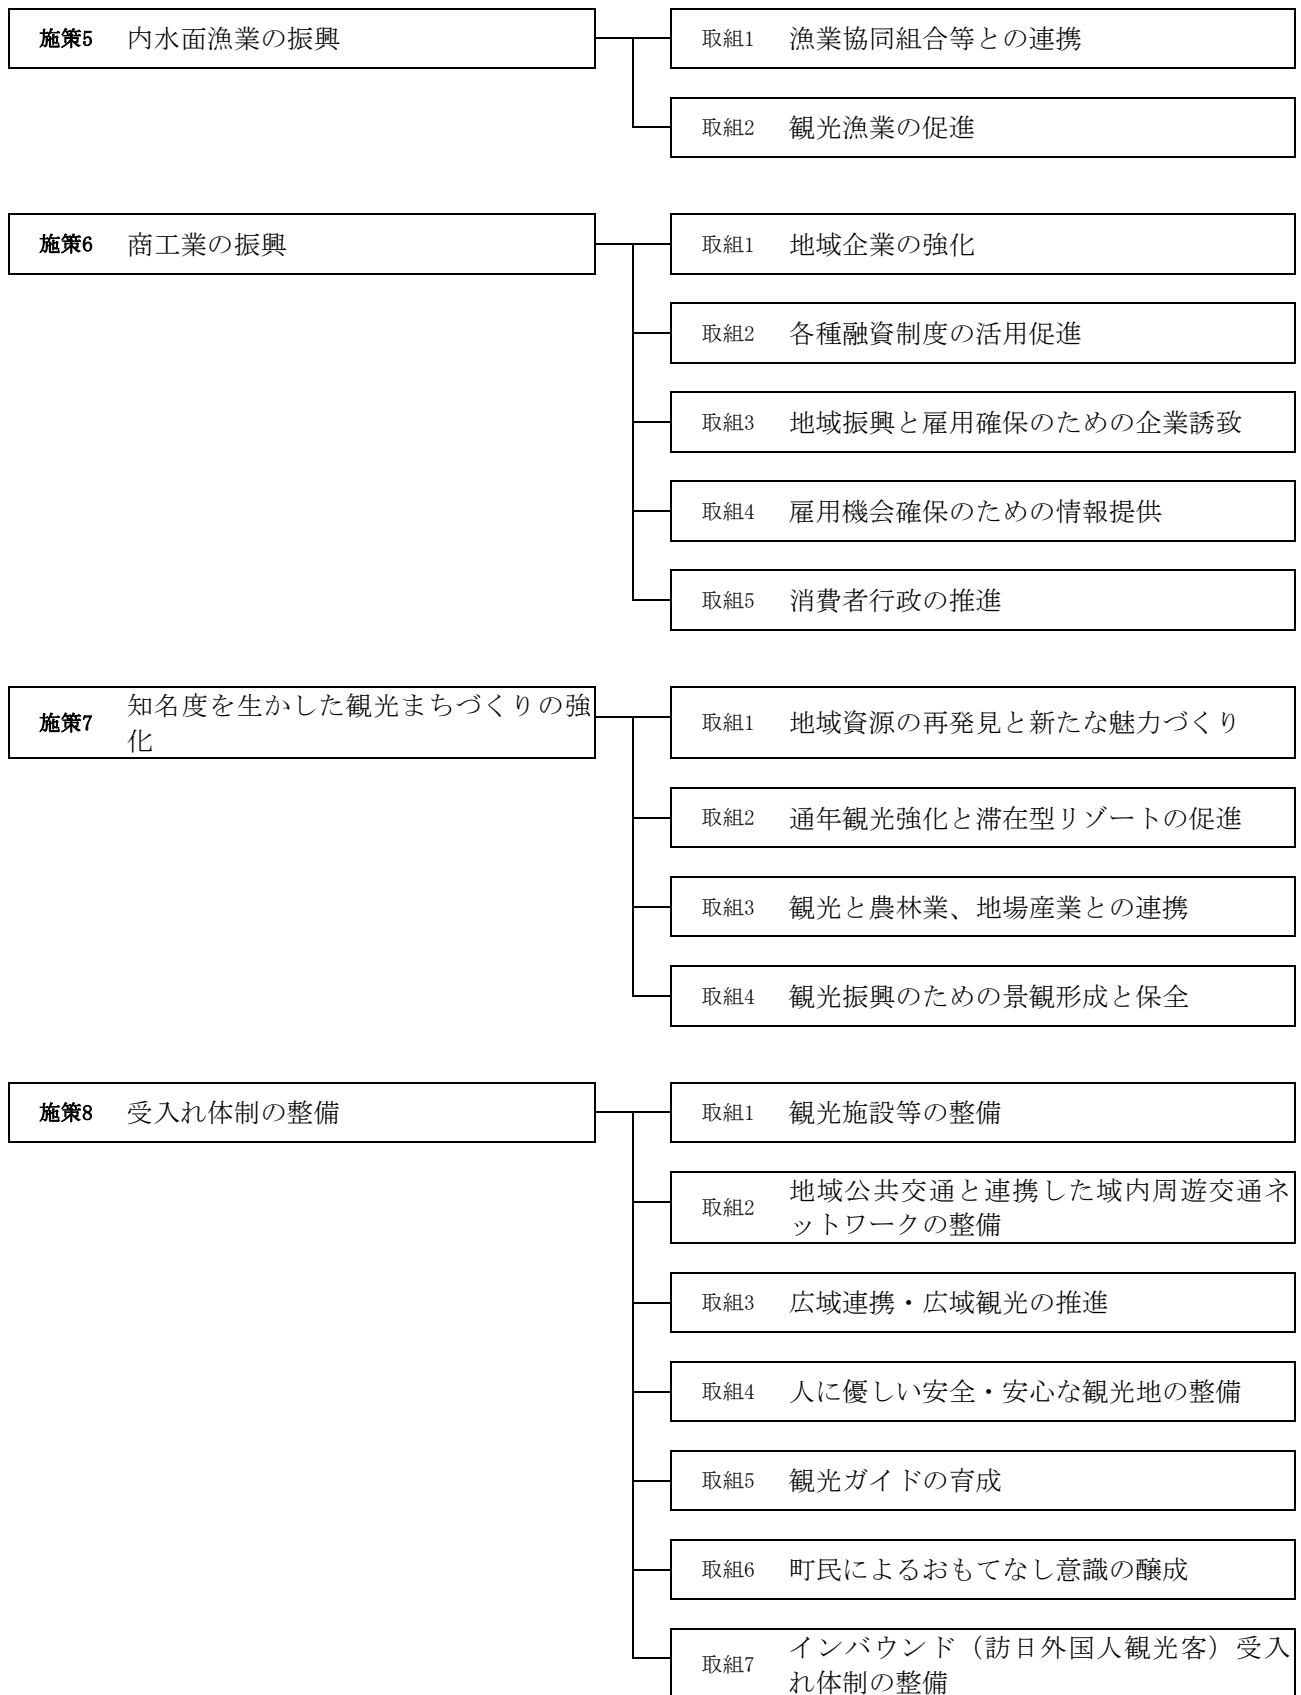 施策5 内水面漁業の振興
取組1 漁業協同組合等との連携
取組2 観光漁業の促進
施策6 商工業の振興
取組1 地域企業の強化
取組2 各種融資制度の活用促進
取組3 地域振興と雇用確保のための企業誘致
取組4 雇用機会確保のための情報提供
取組5 消費者行政の推進
施策7 知名度を生かした観光まちづくりの強
化
取組1 地域資源の再発見と新たな魅力づくり
取組2 通年観光強化と滞在型リゾートの促進
取組3 観光と農林業、地場産業との連携
取組4 観光振興のための景観形成と保全
施策8 受入れ体制の整備
取組1 観光施設等の整備
取組2 地域公共交通と連携した域内周遊交通ネ
ットワークの整備
取組3 広域連携・広域観光の推進
取組4 人に優しい安全・安心な観光地の整備
取組5 観光ガイドの育成
取組6 町民によるおもてなし意識の醸成
取組7 インバウンド（訪日外国人観光客）受入
れ体制の整備